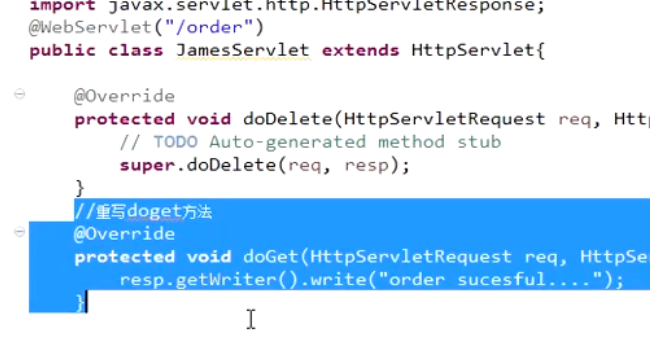 import javax.servlet.http.HttpServletResponse;
@WebServlet("/order")
public class JamesServlet extends HttpServlet{
@Override
protected void doDelete(HttpServletRequest req, Htt
// TODO Auto-generated method stub
super.doDelete(req, resp);
}
//重写doget方法
@Override
protected void doGet(HttpServletRequest req, HttpSe
resp.getWriter().write("order sucesful....");
}